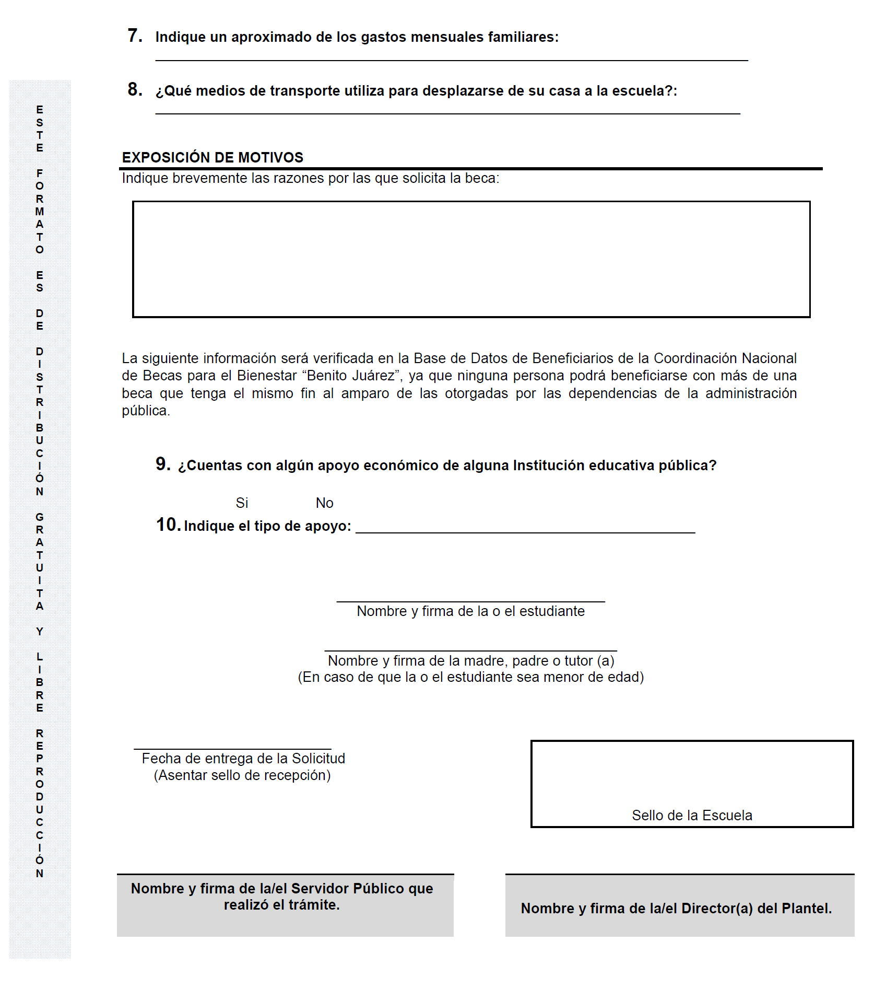 7. Indique un aproximado de los gastos mensuales familiares:
8. ¿Qué medios de transporte utiliza para desplazarse de su casa a la escuela?:
EXPOSICIÓN DE MOTIVOS
Indique brevemente las razones por las que solicita la beca:
La siguiente información será verificada en la Base de Datos de Beneficiarios de la Coordinación Nacional
de Becas para el Bienestar “Benito Juárez”, ya que ninguna persona podrá beneficiarse con más de una
beca que tenga el mismo fin al amparo de las otorgadas por las dependencias de la administración
pública.
9. ¿Cuentas con algún apoyo económico de alguna Institución educativa pública?
Si No
10. Indique el tipo de apoyo:
Nombre y firma de la o el estudiante
Nombre y firma de la madre, padre o tutor (a)
(En caso de que la o el estudiante sea menor de edad)
Fecha de entrega de la Solicitud
(Asentar sello de recepción)
Sello de la Escuela
Nombre y firma de la/el Servidor Público que
realizó el trámite.
Nombre y firma de la/el Director(a) del Plantel.
ESTE FORMATO ES DE DISTRIBUCIÓN GRATUITA Y LIBRE REPRODUCCIÓN